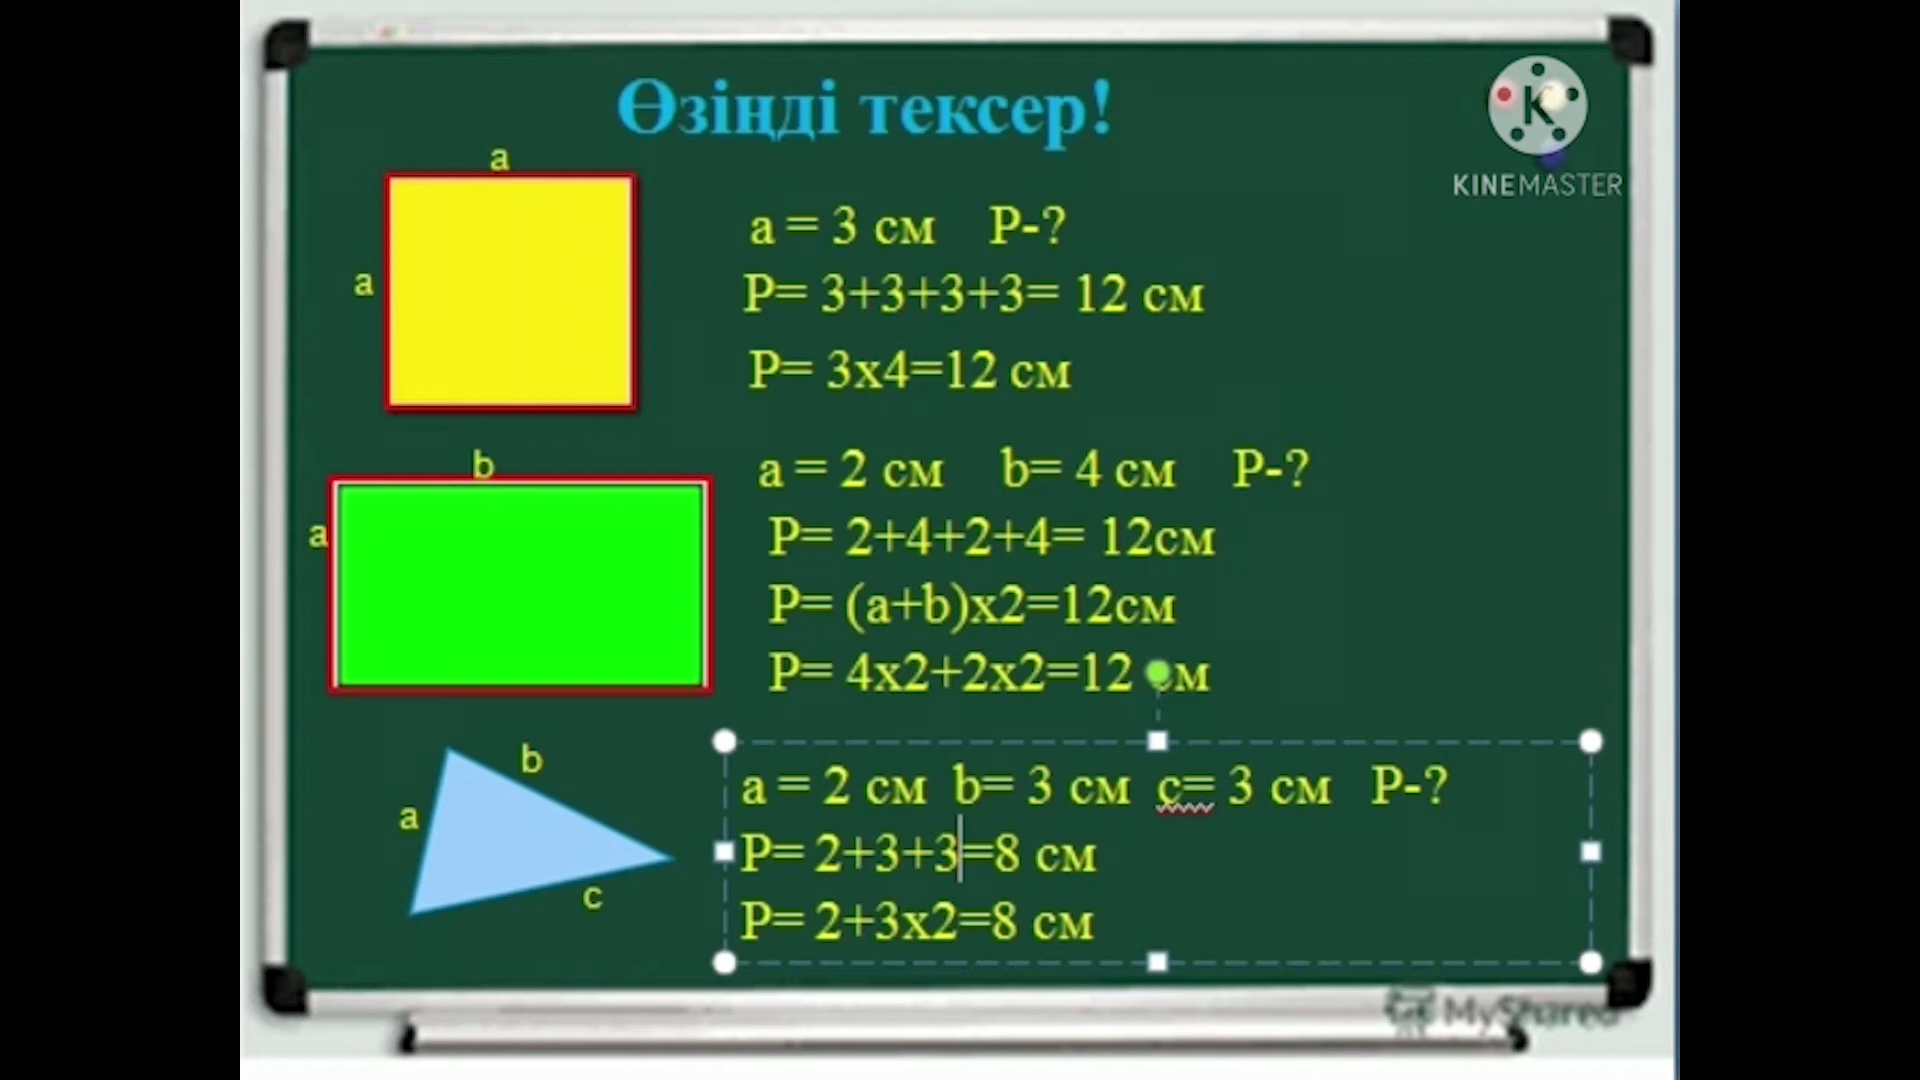 Өзіңді тексер!
KINEMASTER
a
a
a = 3 см P-?
P= 3+3+3+3= 12 см
P= 3x4=12 см
b
a
a = 2 см b= 4 см P-?
P= 2+4+2+4= 12см
P= (a+b)x2=12см
P= 4x2+2x2=12 см
b
a
c
a = 2 см b= 3 см c= 3 см P-?
P= 2+3+3=8 см
P= 2+3x2=8 см
MyShared